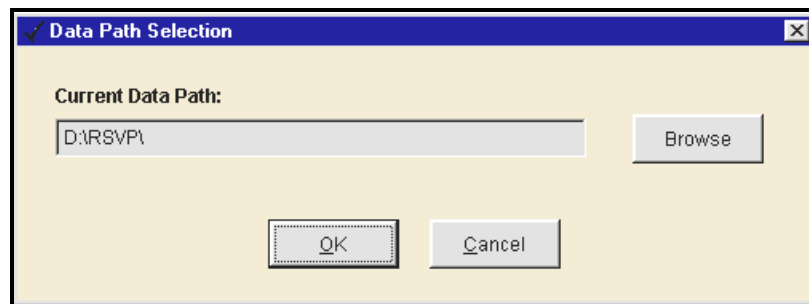 Data Path Selection
Current Data Path:
D:\RSVP\
Browse
OK
Cancel